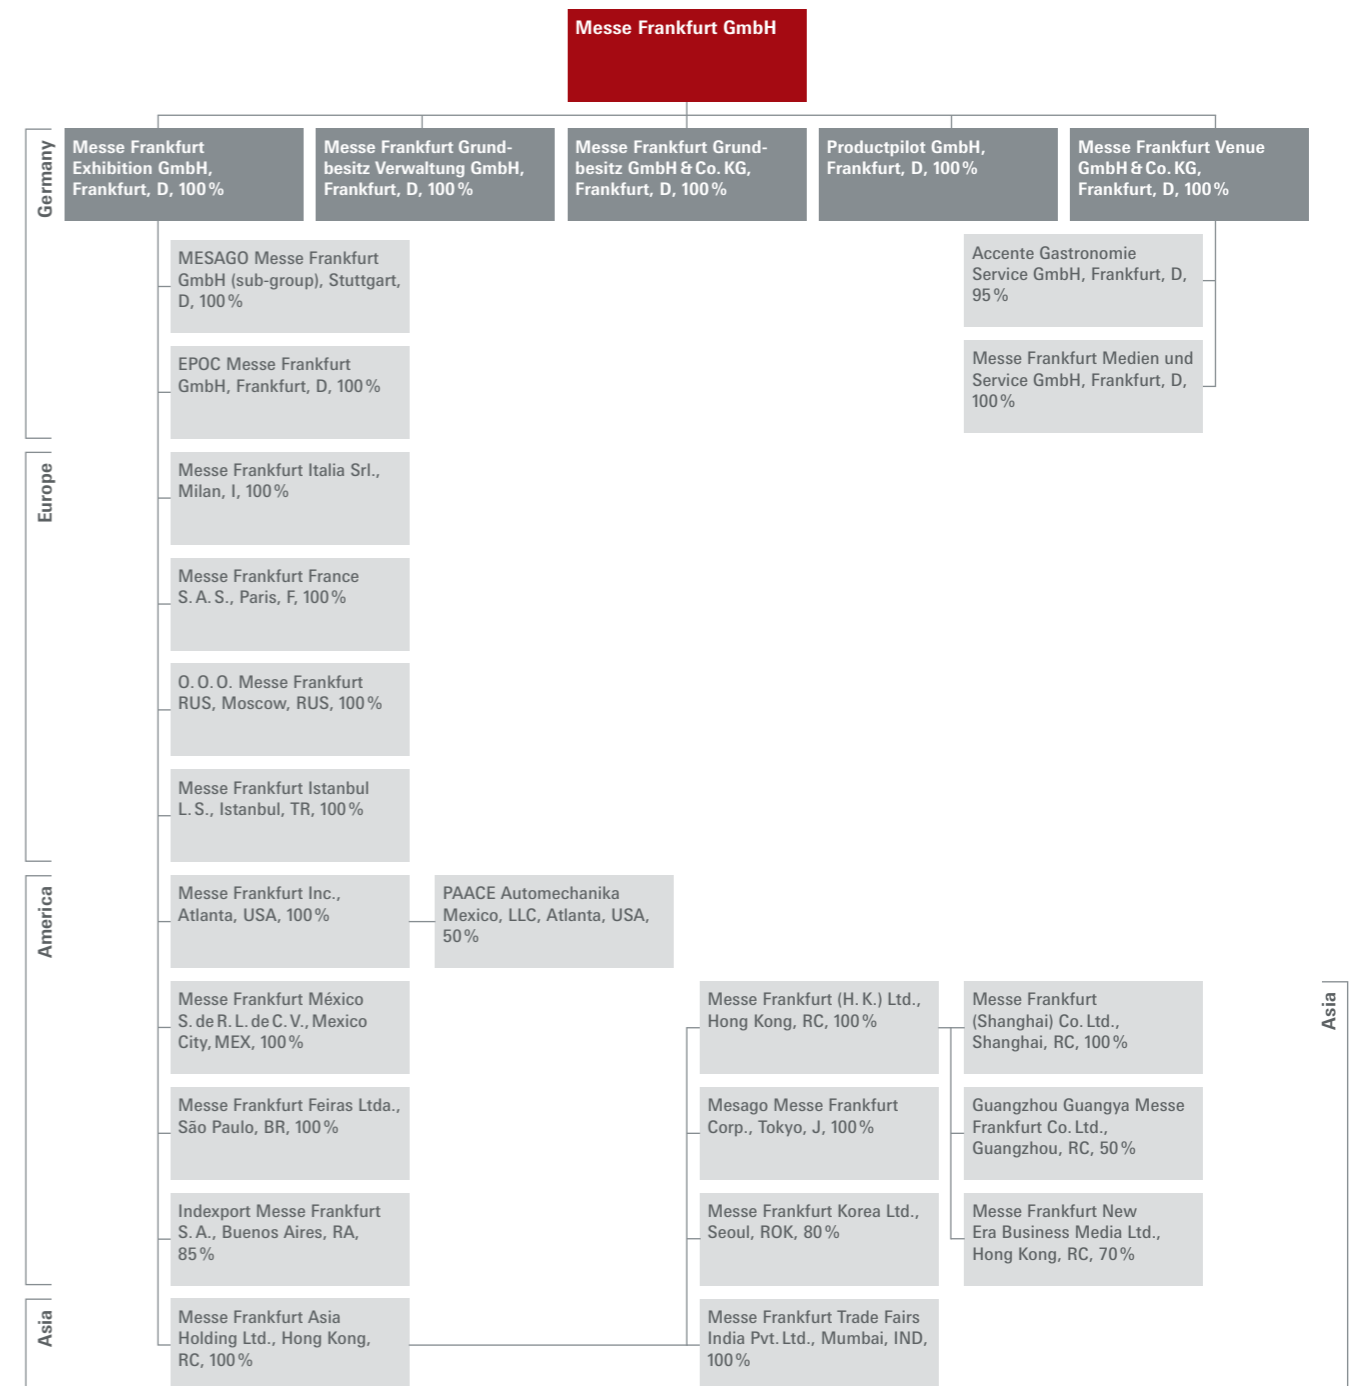 Messe Frankfurt GmbH
Germany
Messe Frankfurt
Exhibition GmbH,
Frankfurt, D, 100 %
Messe Frankfurt Grund-
besitz Verwaltung GmbH,
Frankfurt, D, 100 %
Messe Frankfurt Grund-
besitz GmbH & Co. KG,
Frankfurt, D, 100 %
Productpilot GmbH,
Frankfurt, D, 100 %
Messe Frankfurt Venue
GmbH & Co. KG,
Frankfurt, D, 100 %
MESAGO Messe Frankfurt
GmbH (sub-group), Stuttgart,
D, 100 %
Accente Gastronomie
Service GmbH, Frankfurt, D,
95 %
EPOC Messe Frankfurt
GmbH, Frankfurt, D, 100 %
Messe Frankfurt Medien und
Service GmbH, Frankfurt, D,
100 %
Europe
Messe Frankfurt Italia Srl.,
Milan, I, 100 %
Messe Frankfurt France
S. A. S., Paris, F, 100 %
O. O. O. Messe Frankfurt
RUS, Moscow, RUS, 100 %
Messe Frankfurt Istanbul
L. S., Istanbul, TR, 100 %
America
Messe Frankfurt Inc.,
Atlanta, USA, 100 %
PAACE Automechanika
Mexico, LLC, Atlanta, USA,
50 %
Messe Frankfurt México
S. de R. L. de C. V., Mexico
City, MEX, 100 %
Messe Frankfurt (H. K.) Ltd.,
Hong Kong, RC, 100 %
Messe Frankfurt
(Shanghai) Co. Ltd.,
Shanghai, RC, 100 %
Asia
Messe Frankfurt Feiras Ltda.,
São Paulo, BR, 100 %
Mesago Messe Frankfurt
Corp., Tokyo, J, 100 %
Guangzhou Guangya Messe
Frankfurt Co. Ltd.,
Guangzhou, RC, 50 %
Indexport Messe Frankfurt
S. A., Buenos Aires, RA,
85 %
Messe Frankfurt Korea Ltd.,
Seoul, ROK, 80 %
Messe Frankfurt New
Era Business Media Ltd.,
Hong Kong, RC, 70 %
Asia
Messe Frankfurt Asia
Holding Ltd., Hong Kong,
RC, 100 %
Messe Frankfurt Trade Fairs
India Pvt. Ltd., Mumbai, IND,
100 %